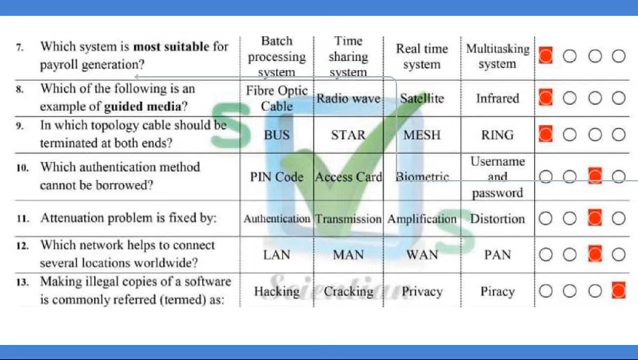 7. Which system is most suitable for payroll generation? Batch processing system Time sharing system Real time system Multitasking system
8. Which of the following is an example of guided media? Fibre Optic Cable Radio wave Satellite Infrared
9. In which topology cable should be terminated at both ends? BUS STAR MESH RING
10. Which authentication method cannot be borrowed? PIN Code Access Card Biometric Username and password
11. Attenuation problem is fixed by: Authentication Transmission Amplification Distortion
12. Which network helps to connect several locations worldwide? LAN MAN WAN PAN
13. Making illegal copies of a software is commonly referred (termed) as: Hacking Cracking Privacy Piracy
S
S